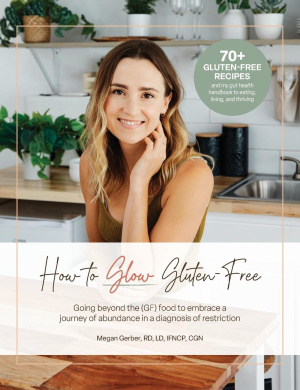 70+
GLUTEN-FREE
RECIPES
and my gut health
handbook to eating,
living, and thriving
How to Glow Gluten-Free
Going beyond the (GF) food to embrace a
journey of abundance in a diagnosis of restriction
Megan Gerber, RD, LD, IFNCP, CGN